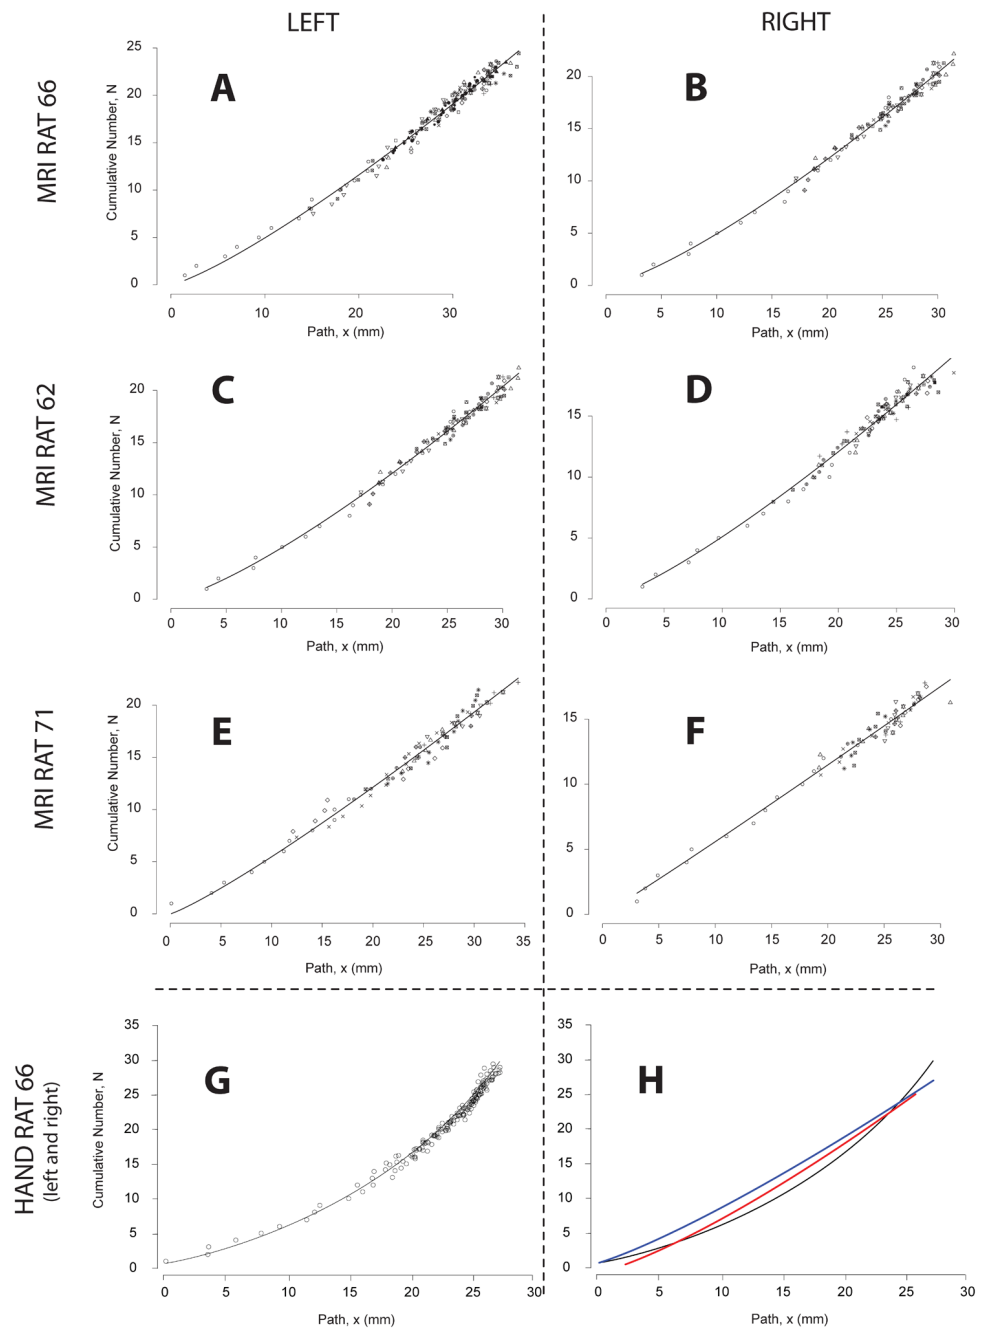 LEFT
RIGHT
MRI RAT 66
A
Cumulative Number, N
25
20
15
10
5
0
0 10 20 30
Path, x (mm)
B
20
15
10
5
0
0 5 10 15 20 25 30
Path, x (mm)
MRI RAT 62
C
Cumulative Number, N
20
15
10
5
0
0 5 10 15 20 25 30
Path, x (mm)
D
15
10
5
0
0 5 10 15 20 25 30
Path, x (mm)
MRI RAT 71
E
Cumulative Number, N
20
15
10
5
0
0 5 10 15 20 25 30 35
Path, x (mm)
F
15
10
5
0
0 5 10 15 20 25 30
Path, x (mm)
HAND RAT 66
(left and right)
G
Cumulative Number, N
35
30
25
20
15
10
5
0
0 5 10 15 20 25 30
Path, x (mm)
H
35
30
25
20
15
10
5
0
0 5 10 15 20 25 30
Path, x (mm)